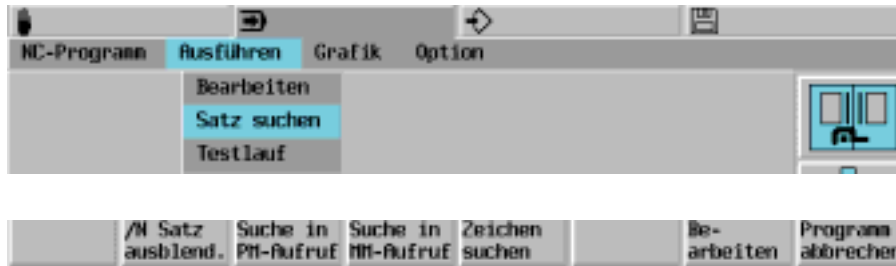 NC-Programm Ausführen Grafik Option
Bearbeiten
Satz suchen
Testlauf
/N Satz Suche in Suche in Zeichen Be- Programm
ausblend. PM-Aufruf MM-Aufruf suchen arbeiten abbrechen